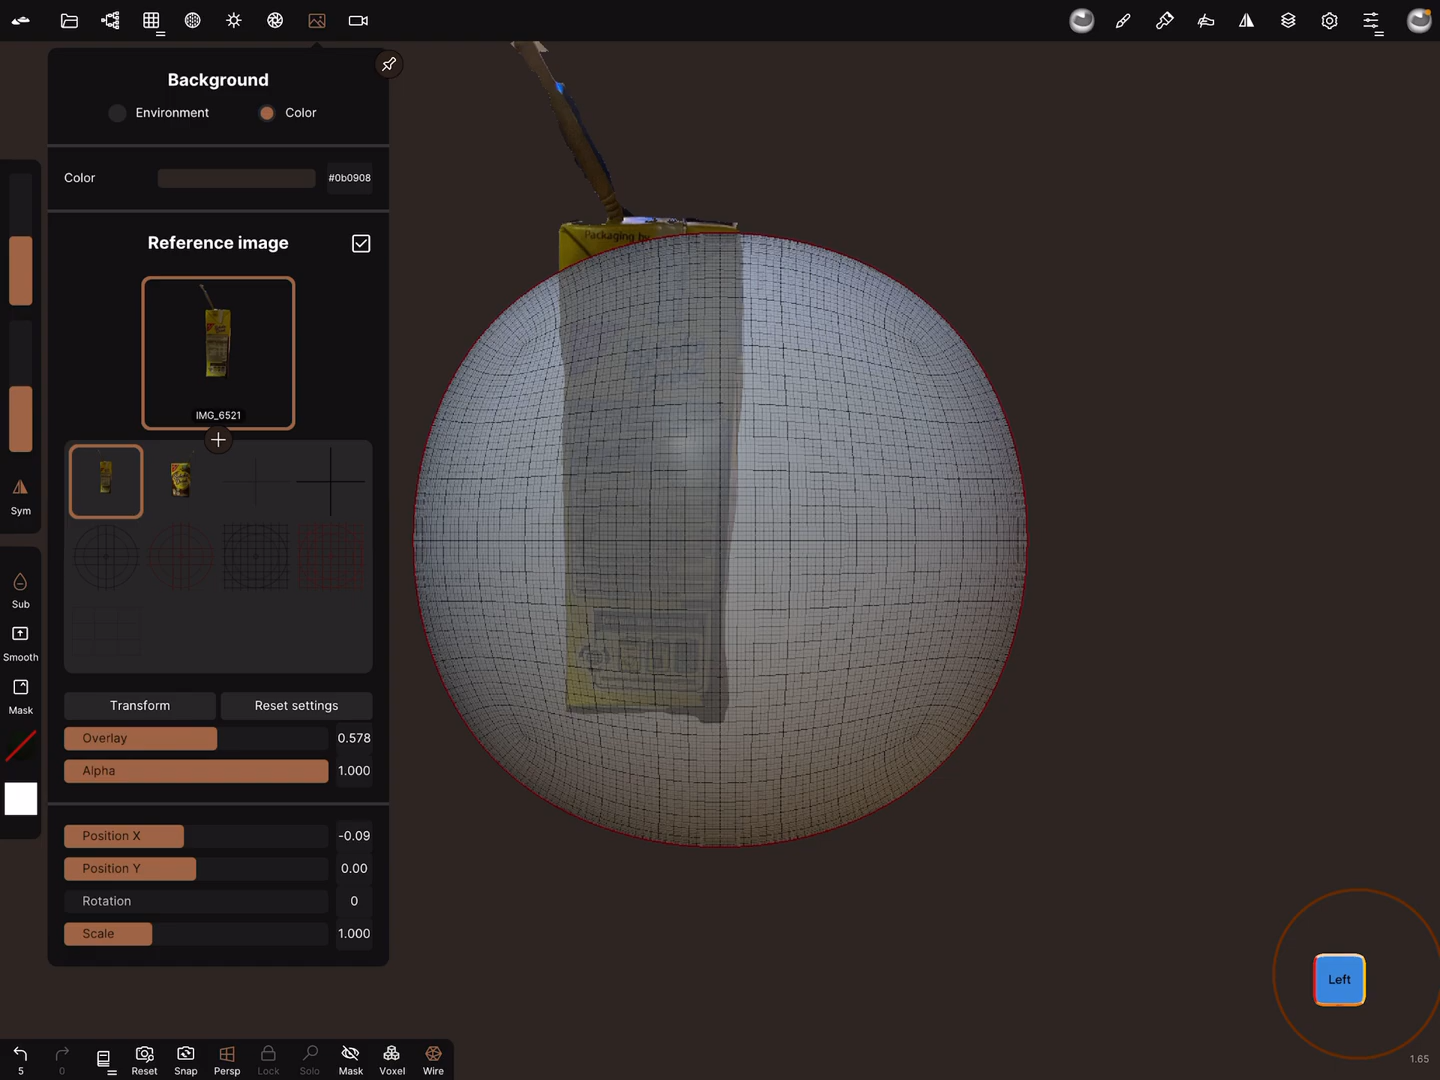 Background
Environment
Color
Color
#0b0908
Reference image
IMG_6521
Transform
Reset settings
Overlay
0.578
Alpha
1.000
Position X
-0.09
Position Y
0.00
Rotation
0
Scale
1.000
Sym
Sub
Smooth
Mask
Packaging by
Left
1.65
5
0
Reset
Snap
Persp
Lock
Solo
Mask
Voxel
Wire